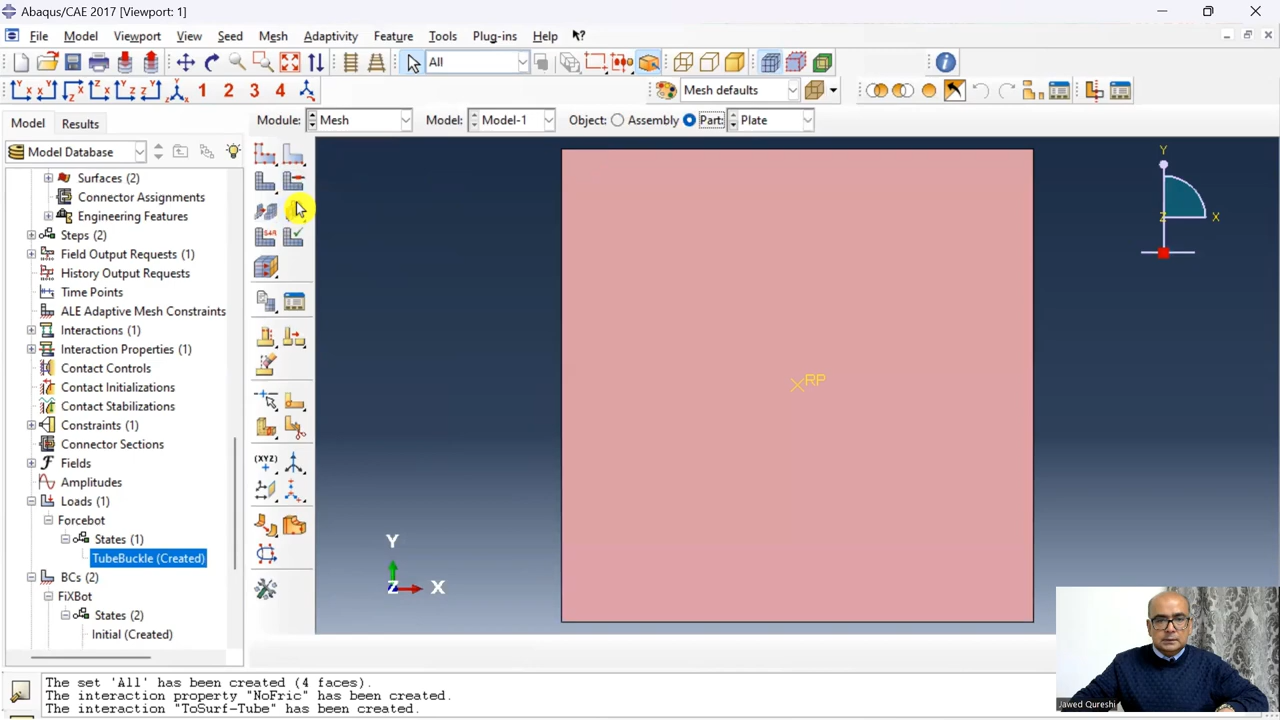 Abaqus/CAE 2017 [Viewport: 1]
File Model Viewport View Seed Mesh Adaptivity Feature Tools Plug-ins Help
All
Mesh defaults
1 2 3 4
Model Results
Module: Mesh Model: Model-1 Object: Assembly Part: Plate
Model Database
Surfaces (2)
Connector Assignments
Engineering Features
Steps (2)
Field Output Requests (1)
History Output Requests
Time Points
ALE Adaptive Mesh Constraints
Interactions (1)
Interaction Properties (1)
Contact Controls
Contact Initializations
Contact Stabilizations
Constraints (1)
Connector Sections
Fields
Amplitudes
Loads (1)
Forcebot
States (1)
TubeBuckle (Created)
BCs (2)
FiXBot
States (2)
Initial (Created)
(XYZ)
RP
Y
X
Z
Y
Z
X
The set 'All' has been created (4 faces).
The interaction property "NoFric" has been created.
The interaction "ToSurf-Tube" has been created.
Jawed Qureshi